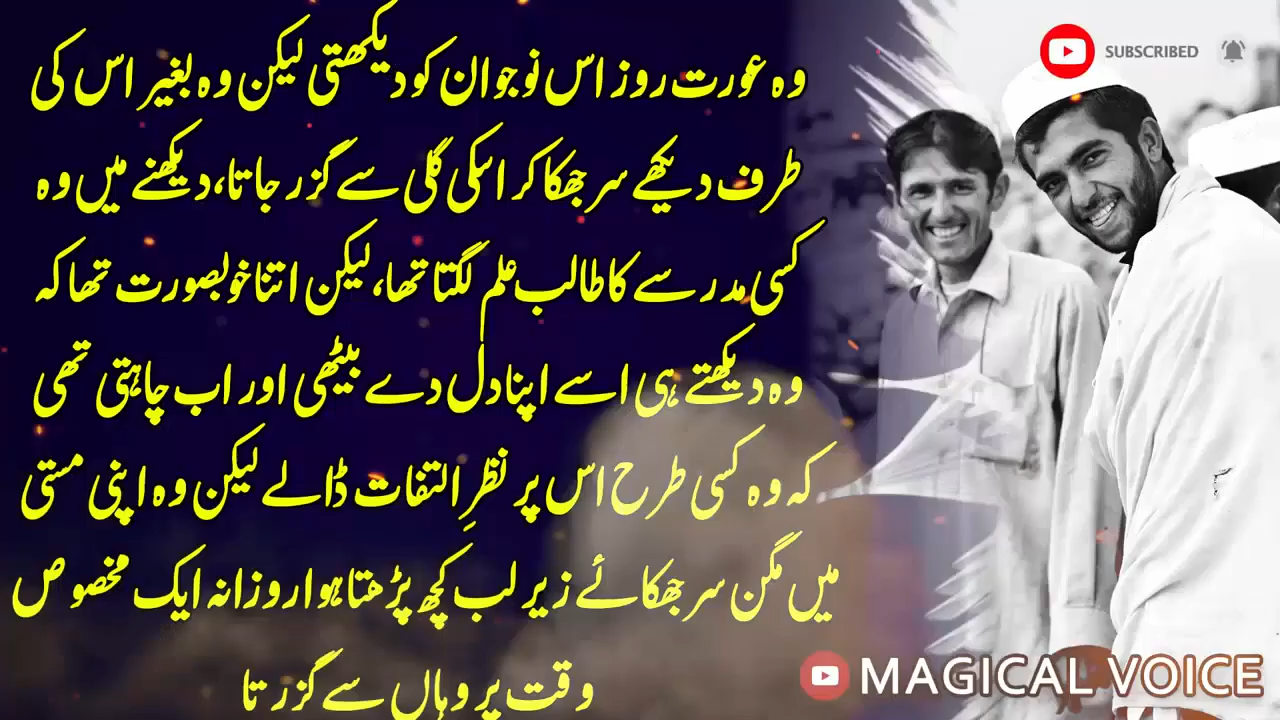 وہ عورت روز اس نوجوان کو دیکھتی لیکن وہ بغیر اس کی
طرف دیکھے سر جھکا کر اسکی گلی سے گزر جاتا، دیکھنے میں وہ
کسی مدرسے کا طالب علم لگتا تھا، لیکن اتنا خوبصورت تھا کہ
وہ دیکھتے ہی اسے اپنا دل دے بیٹھی اور اب چاہتی تھی
کہ وہ کسی طرح اس پر نظرِ التفات ڈالے لیکن وہ اپنی مستی
میں مگن سر جھکائے زیر لب کچھ پڑھتا ہوا روزانہ ایک مخصوص
وقت پر وہاں سے گزرتا
SUBSCRIBED
MAGICAL VOICE